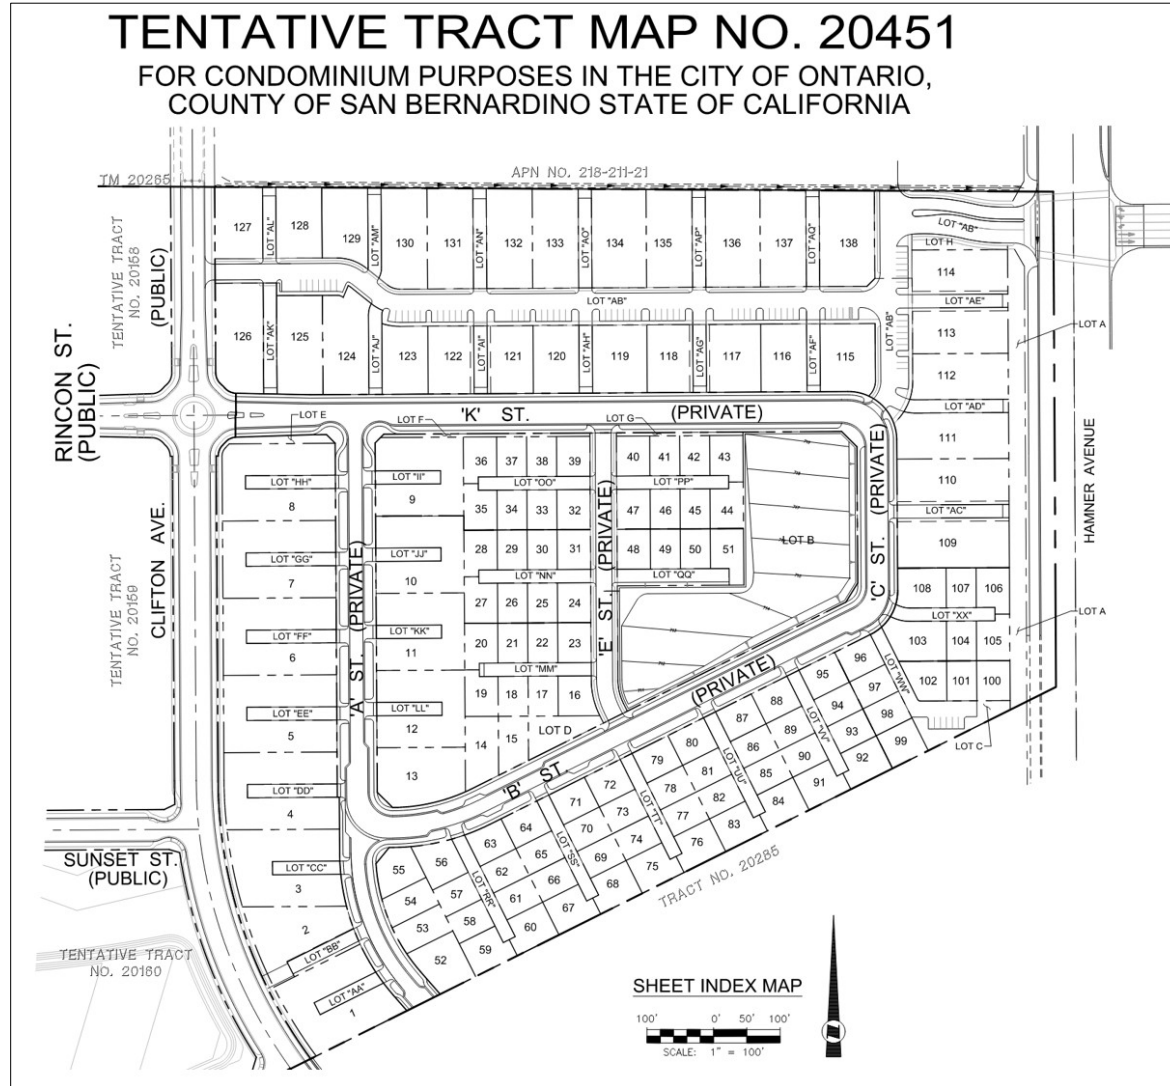 TENTATIVE TRACT MAP NO. 20451
FOR CONDOMINIUM PURPOSES IN THE CITY OF ONTARIO,
COUNTY OF SAN BERNARDINO STATE OF CALIFORNIA
TM 20265
APN NO. 218-211-21
TENTATIVE TRACT
NO. 20158
(PUBLIC)
127
LOT "AL"
128
129
LOT "AM"
130
131
LOT "AN"
132
133
LOT "AO"
134
135
LOT "AP"
136
137
LOT "AQ"
138
LOT "AB"
LOT H
114
LOT "AE"
LOT "AB"
LOT "AB"
113
LOT A
126
LOT "AK"
125
124
LOT "AJ"
123
122
LOT "AI"
121
120
LOT "AH"
119
118
LOT "AG"
117
116
LOT "AF"
115
112
LOT "AD"
RINCON ST.
(PUBLIC)
LOT E
LOT F
'K' ST. (PRIVATE)
LOT G
111
110
LOT "AC"
109
HAMNER AVENUE
'C' ST. (PRIVATE)
LOT "HH"
8
LOT "II"
9
36
37
38
39
LOT "OO"
35
34
33
32
40
41
42
43
LOT "PP"
47
46
45
44
LOT B
CLIFTON AVE.
TENTATIVE TRACT
NO. 20159
LOT "GG"
7
'A' ST. (PRIVATE)
LOT "JJ"
10
28
29
30
31
LOT "NN"
27
26
25
24
'E' ST. (PRIVATE)
48
49
50
51
LOT "QQ"
108
107
106
LOT "XX"
LOT A
103
104
105
102
101
100
LOT C
LOT "FF"
6
LOT "KK"
11
20
21
22
23
LOT "MM"
19
18
17
16
LOT "EE"
5
LOT "LL"
12
13
14
15
LOT D
'B' ST. (PRIVATE)
96
LOT "WW"
95
97
94
98
93
99
92
88
LOT "VV"
87
89
86
90
85
91
84
80
LOT "UU"
79
81
78
82
77
83
76
72
LOT "TT"
71
73
70
74
69
75
68
64
LOT "SS"
63
65
62
66
61
67
60
LOT "DD"
4
SUNSET ST.
(PUBLIC)
LOT "CC"
3
55
56
LOT "RR"
54
57
53
58
52
59
TRACT NO. 20285
2
LOT "BB"
LOT "AA"
1
TENTATIVE TRACT
NO. 20160
SHEET INDEX MAP
100' 0' 50' 100'
SCALE: 1" = 100'